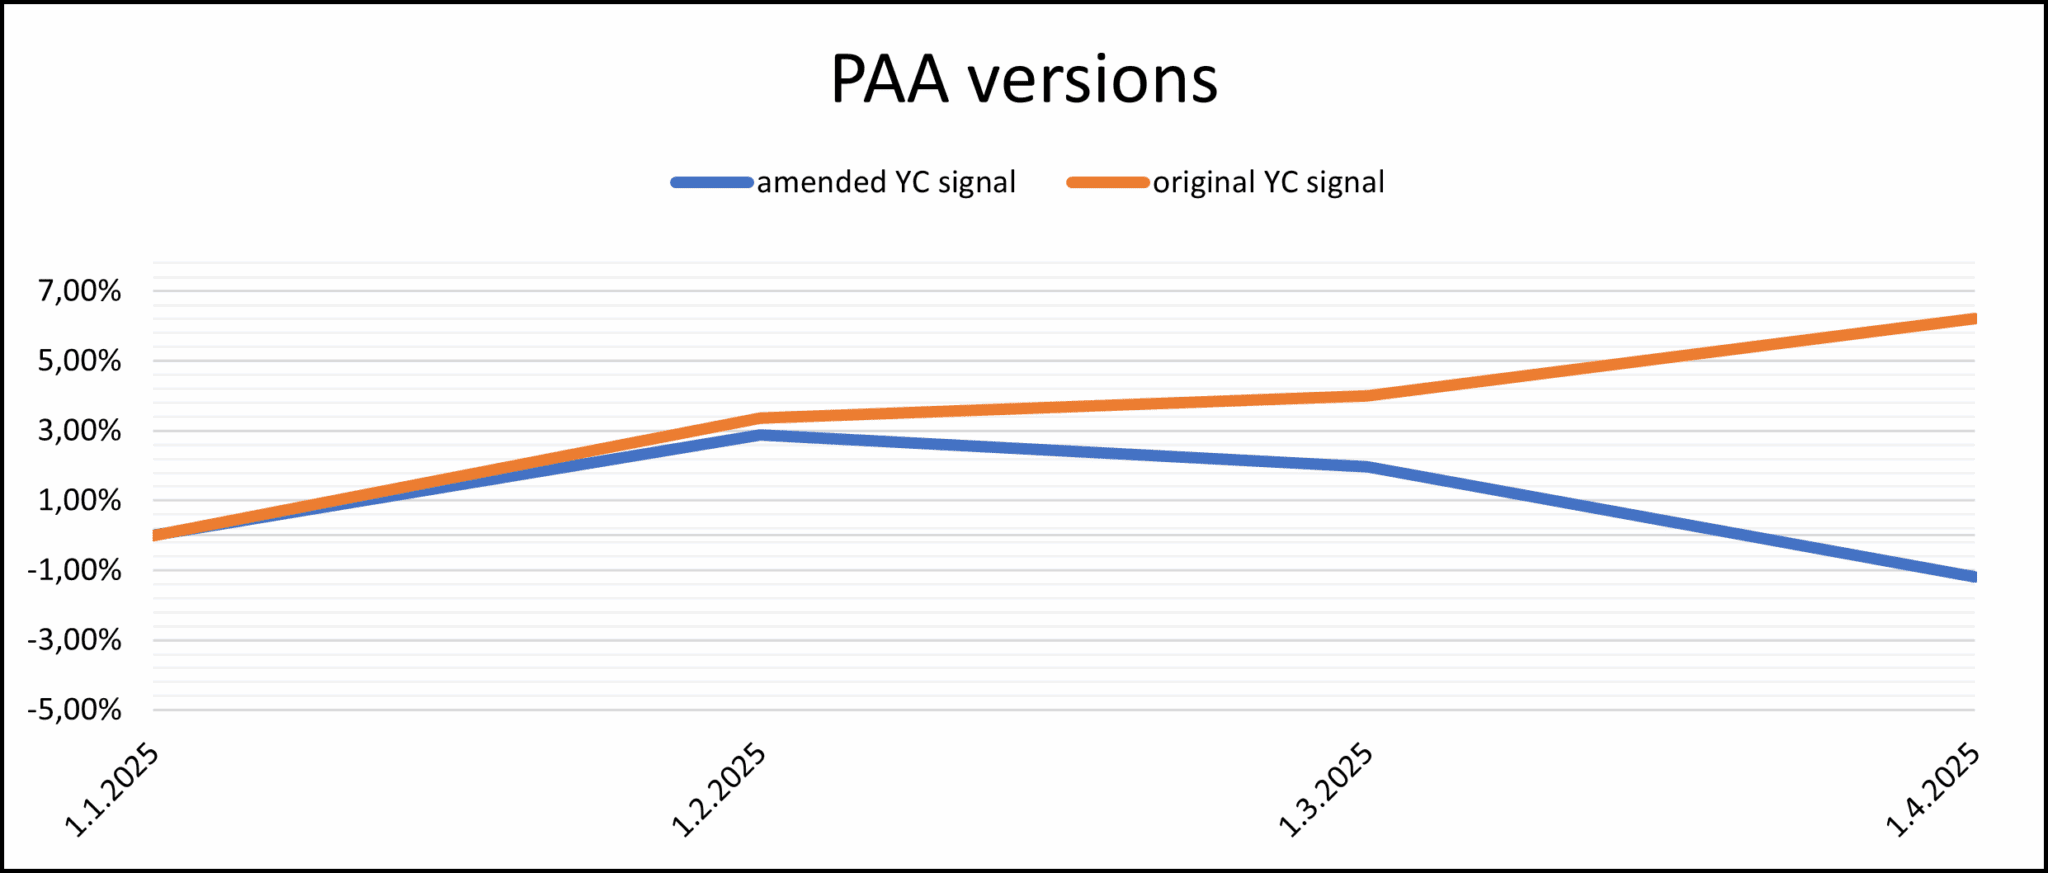 PAA versions
amended YC signal original YC signal
7,00%
5,00%
3,00%
1,00%
-1,00%
-3,00%
-5,00%
1.1.2025 1.2.2025 1.3.2025 1.4.2025